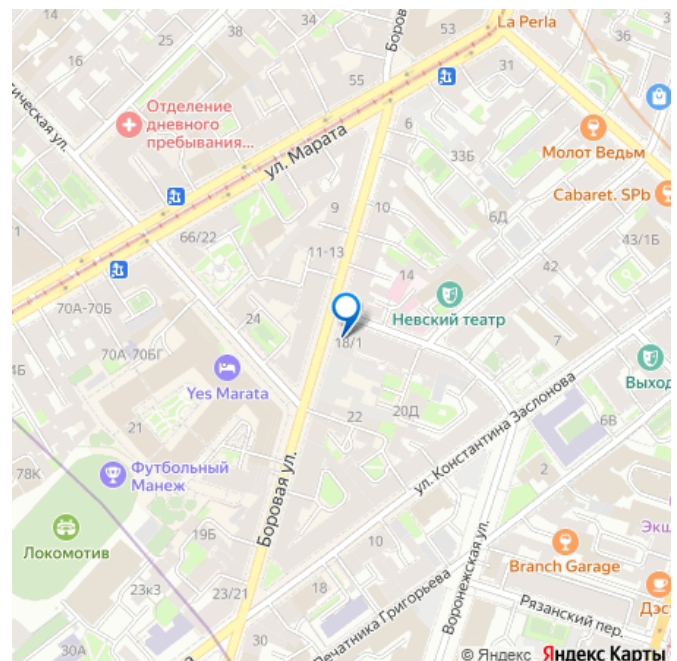 La Perla
53
Боров
38
34
36
25
16
31
55
Отделение
дневного
пребывания...
тическая ул.
ул. Марата
6
33Б
Молот Ведьм
Cabaret. SPb
9
10
6Д
66/22
43/1Б
11-13
42
14
70А-70Б
Невский театр
24
18/1
7
70А
70БГ
4Б
Yes Marata
Выход
22
20Д
ул. Константина Заслонова
6В
21
2
78К
Футбольный
Манеж
Боровая ул.
Экц
Локомотив
19Б
10
Воронежская ул.
Branch Garage
23к3
23/21
18
Печатника Григорьева
Рязанский пер.
Дэс
30А
30
© Яндекс Яндекс Карты